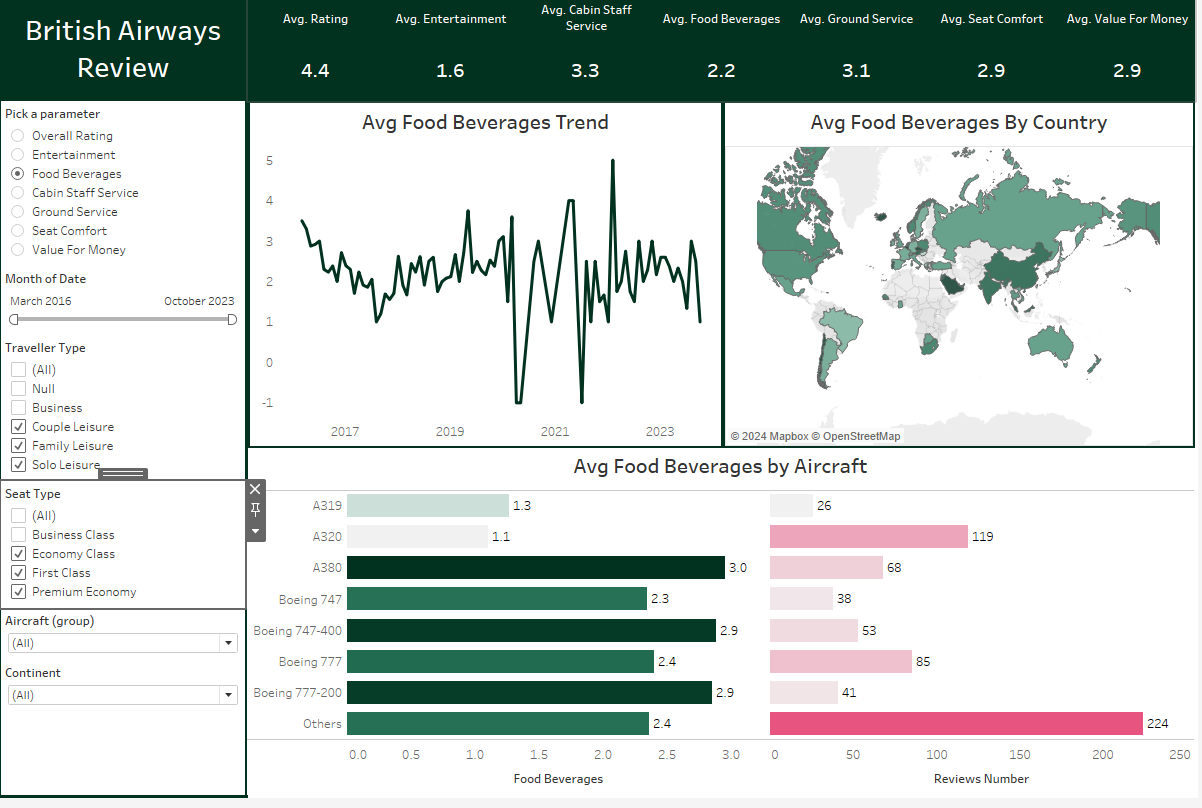 British Airways
Review
Avg. Rating
4.4
Avg. Entertainment
1.6
Avg. Cabin Staff
Service
3.3
Avg. Food Beverages
2.2
Avg. Ground Service
3.1
Avg. Seat Comfort
2.9
Avg. Value For Money
2.9
Pick a parameter
Overall Rating
Entertainment
Food Beverages
Cabin Staff Service
Ground Service
Seat Comfort
Value For Money
Month of Date
March 2016 October 2023
Traveller Type
(All)
Null
Business
Couple Leisure
Family Leisure
Solo Leisure
Seat Type
(All)
Business Class
Economy Class
First Class
Premium Economy
Aircraft (group)
(All)
Continent
(All)
Avg Food Beverages Trend
5
4
3
2
1
0
-1
2017 2019 2021 2023
Avg Food Beverages By Country
© 2024 Mapbox © OpenStreetMap
Avg Food Beverages by Aircraft
A319 1.3 26
A320 1.1 119
A380 3.0 68
Boeing 747 2.3 38
Boeing 747-400 2.9 53
Boeing 777 2.4 85
Boeing 777-200 2.9 41
Others 2.4 224
0.0 0.5 1.0 1.5 2.0 2.5 3.0 0 50 100 150 200 250
Food Beverages Reviews Number